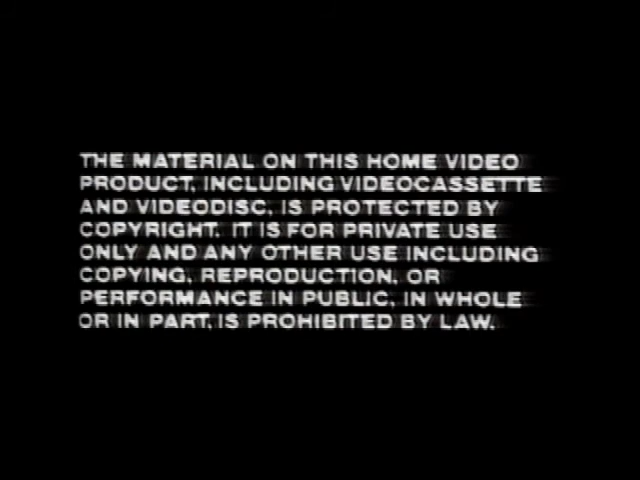 THE MATERIAL ON THIS HOME VIDEO
PRODUCT, INCLUDING VIDEOCASSETTE
AND VIDEODISC, IS PROTECTED BY
COPYRIGHT. IT IS FOR PRIVATE USE
ONLY AND ANY OTHER USE INCLUDING
COPYING, REPRODUCTION, OR
PERFORMANCE IN PUBLIC, IN WHOLE
OR IN PART, IS PROHIBITED BY LAW.